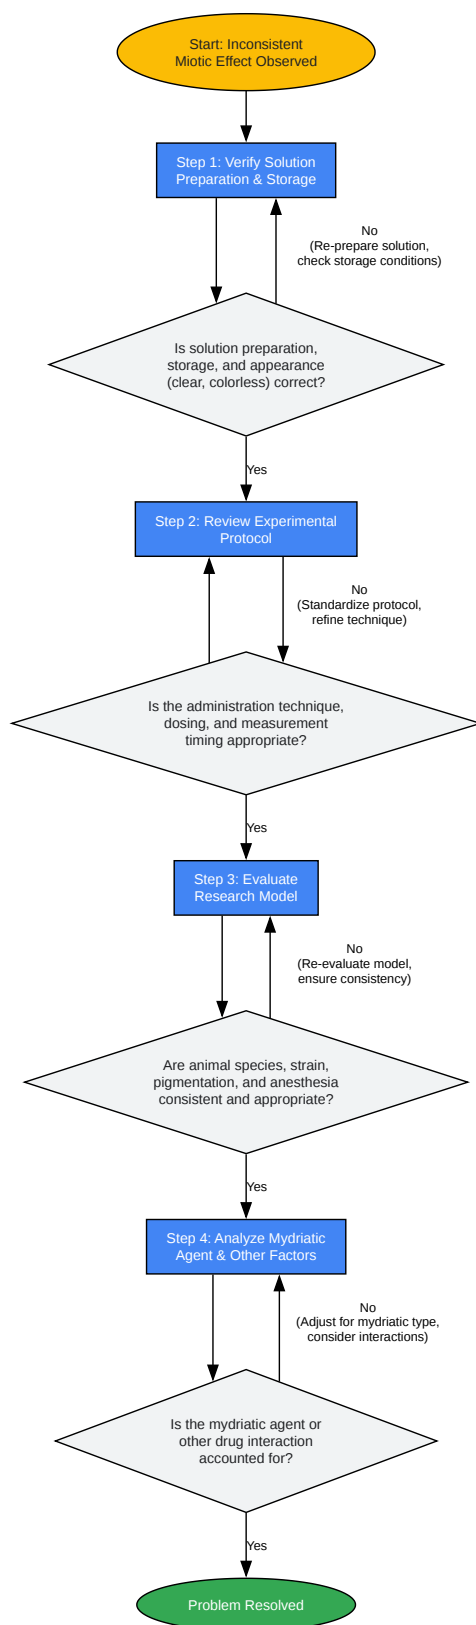 Start: Inconsistent
Miotic Effect Observed
Step 1: Verify Solution
Preparation & Storage
No
(Re-prepare solution,
check storage conditions)
Is solution preparation,
storage, and appearance
(clear, colorless) correct?
Yes
Step 2: Review Experimental
Protocol
No
(Standardize protocol,
refine technique)
Is the administration technique,
dosing, and measurement
timing appropriate?
Yes
Step 3: Evaluate
Research Model
No
(Re-evaluate model,
ensure consistency)
Are animal species, strain,
pigmentation, and anesthesia
consistent and appropriate?
Yes
Step 4: Analyze Mydriatic
Agent & Other Factors
No
(Adjust for mydriatic type,
consider interactions)
Is the mydriatic agent or
other drug interaction
accounted for?
Yes
Problem Resolved